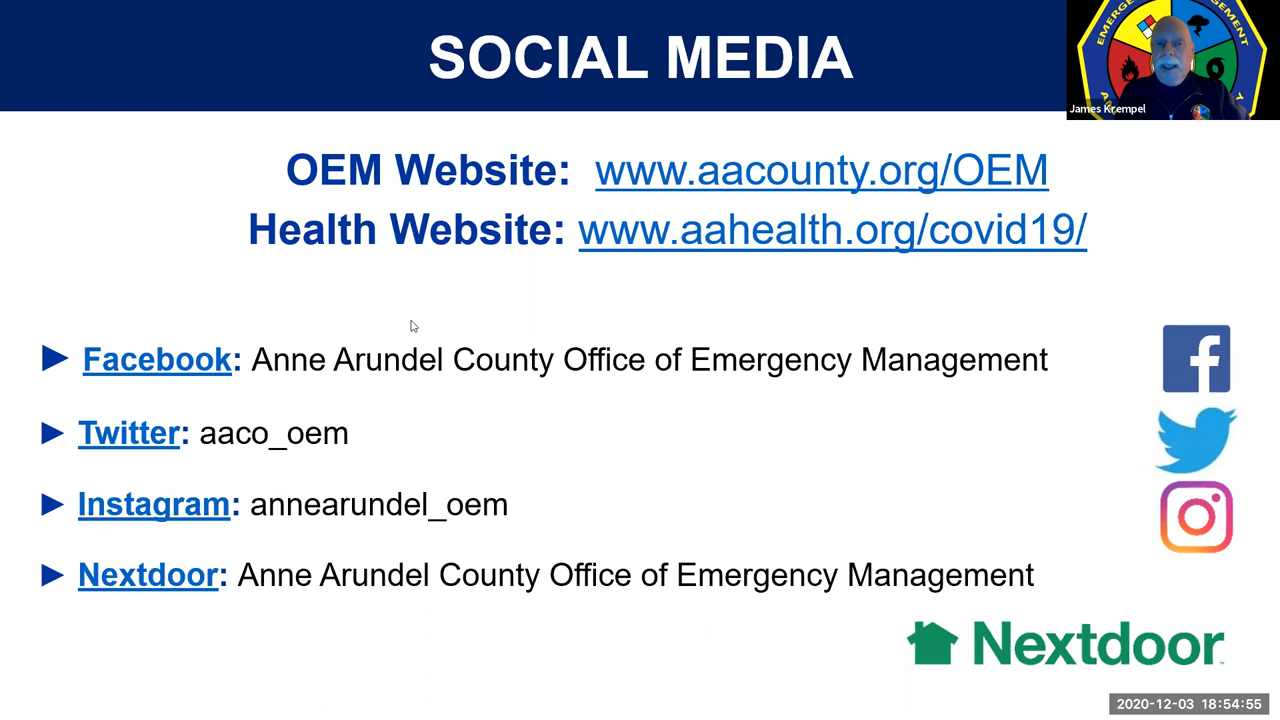 SOCIAL MEDIA
EMERGE GEMENT
A T
James Krempel
OEM Website: www.aacounty.org/OEM
Health Website: www.aahealth.org/covid19/
► Facebook: Anne Arundel County Office of Emergency Management
► Twitter: aaco_oem
► Instagram: annearundel_oem
► Nextdoor: Anne Arundel County Office of Emergency Management
Nextdoor
2020-12-03 18:54:55